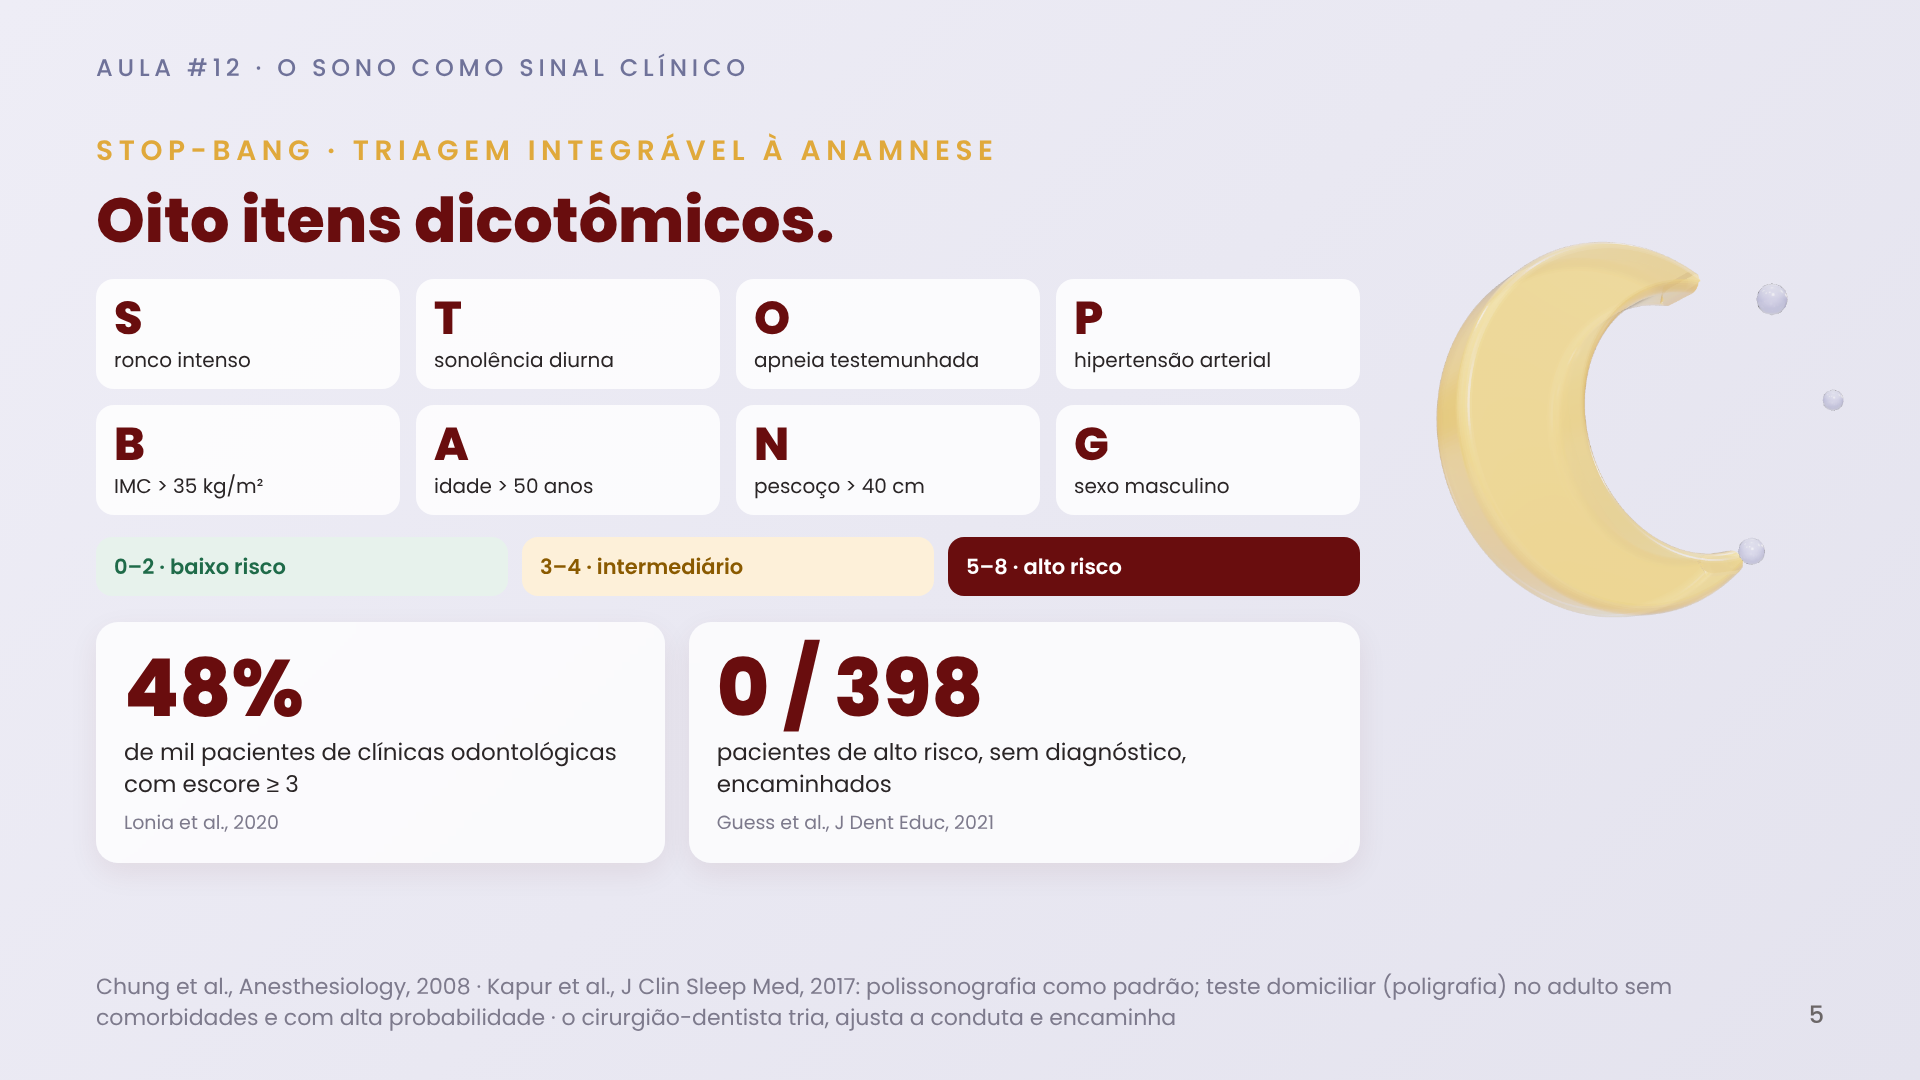 AULA #12 · O SONO COMO SINAL CLÍNICO
STOP-BANG · TRIAGEM INTEGRÁVEL À ANAMNESE
Oito itens dicotômicos.
S
ronco intenso
T
sonolência diurna
O
apneia testemunhada
P
hipertensão arterial
B
IMC > 35 kg/m²
A
idade > 50 anos
N
pescoço > 40 cm
G
sexo masculino
0–2 · baixo risco
3–4 · intermediário
5–8 · alto risco
48%
de mil pacientes de clínicas odontológicas
com escore ≥ 3
Lonia et al., 2020
0 / 398
pacientes de alto risco, sem diagnóstico,
encaminhados
Guess et al., J Dent Educ, 2021
Chung et al., Anesthesiology, 2008 · Kapur et al., J Clin Sleep Med, 2017: polissonografia como padrão; teste domiciliar (poligrafia) no adulto sem
comorbidades e com alta probabilidade · o cirurgião-dentista tria, ajusta a conduta e encaminha
5